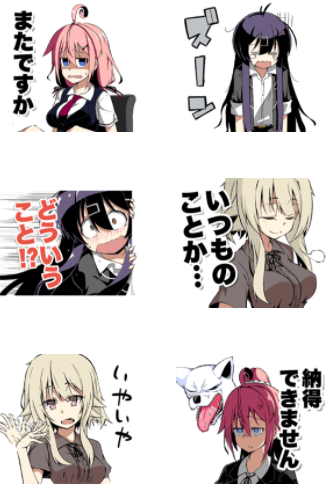 またですか
ズーン
どういう
こと!?
いつもの
ことか…
いやいや
納得
できません